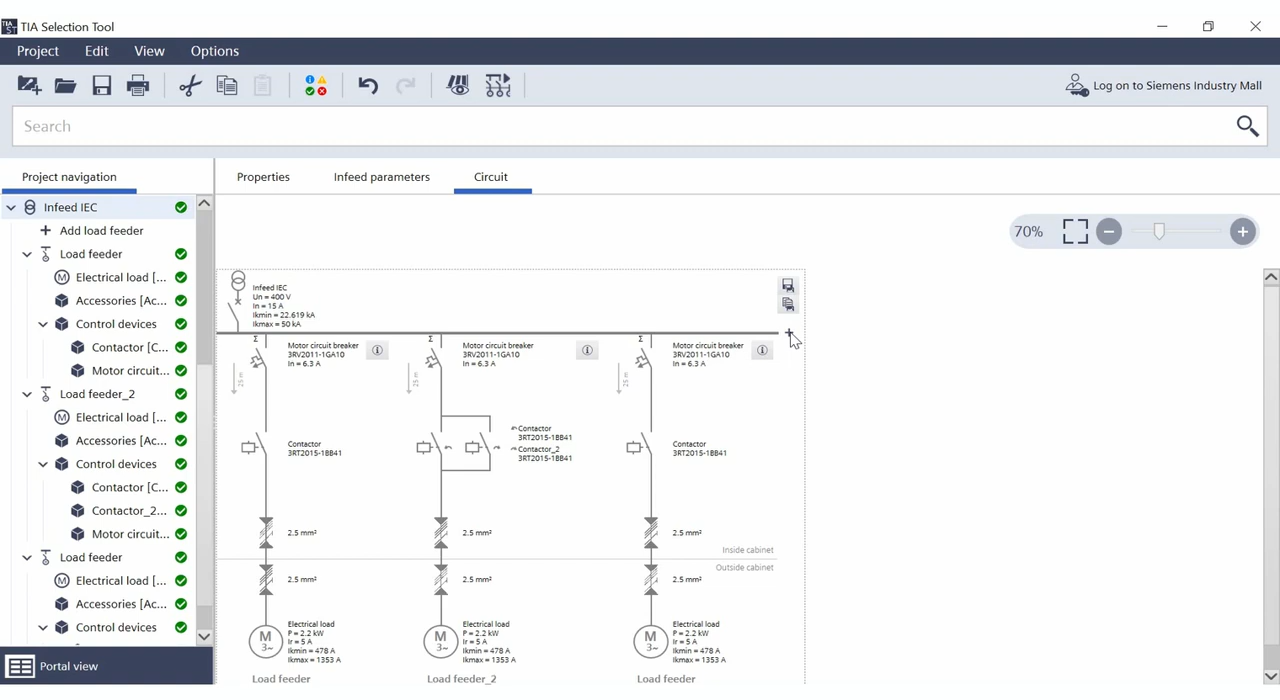 TIA Selection Tool
Project Edit View Options
Log on to Siemens Industry Mall
Search
Project navigation
Properties Infeed parameters Circuit
Infeed IEC
Add load feeder
Load feeder
Electrical load [...
Accessories [Ac...
Control devices
Contactor [C...
Motor circuit...
Load feeder_2
Electrical load [...
Accessories [Ac...
Control devices
Contactor [C...
Contactor_2...
Motor circuit...
Load feeder
Electrical load [...
Accessories [Ac...
Control devices
Portal view
70%
Infeed IEC
Un = 400 V
In = 15 A
Ikmin = 22.619 kA
Ikmax = 50 kA
Σ Σ Σ
Motor circuit breaker
3RV2011-1GA10
In = 6.3 A
Motor circuit breaker
3RV2011-1GA10
In = 6.3 A
Motor circuit breaker
3RV2011-1GA10
In = 6.3 A
25 m 25 m 25 m
Contactor
3RT2015-1BB41
Contactor
3RT2015-1BB41
Contactor_2
3RT2015-1BB41
Contactor
3RT2015-1BB41
2.5 mm² 2.5 mm² 2.5 mm²
Inside cabinet
Outside cabinet
2.5 mm² 2.5 mm² 2.5 mm²
M
3~
Electrical load
P = 2.2 kW
Ir = 5 A
Ikmin = 478 A
Ikmax = 1353 A
M
3~
Electrical load
P = 2.2 kW
Ir = 5 A
Ikmin = 478 A
Ikmax = 1353 A
M
3~
Electrical load
P = 2.2 kW
Ir = 5 A
Ikmin = 478 A
Ikmax = 1353 A
Load feeder Load feeder_2 Load feeder